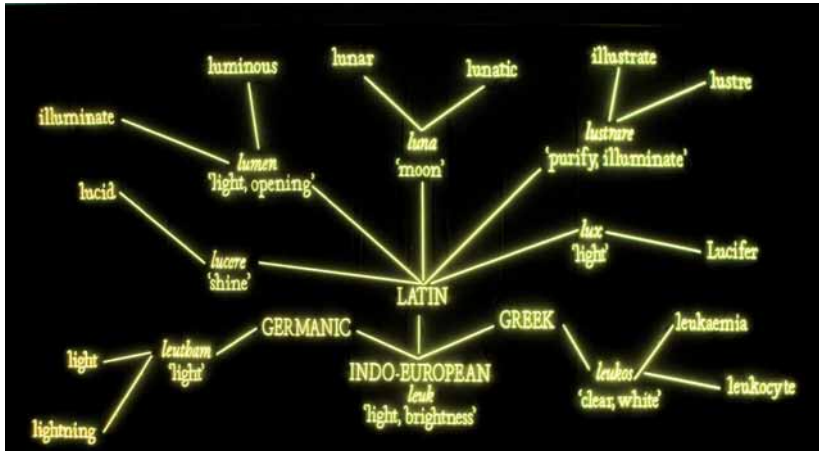 lunar
lunatic
illustrate
lustre
luminous
illuminate
lumen
'light, opening'
luna
'moon'
lustrare
'purify, illuminate'
lucid
lucere
'shine'
lux
'light'
Lucifer
LATIN
GERMANIC
GREEK
leutham
'light'
light
lightning
INDO-EUROPEAN
leuk
'light, brightness'
leukos
'clear, white'
leukaemia
leukocyte